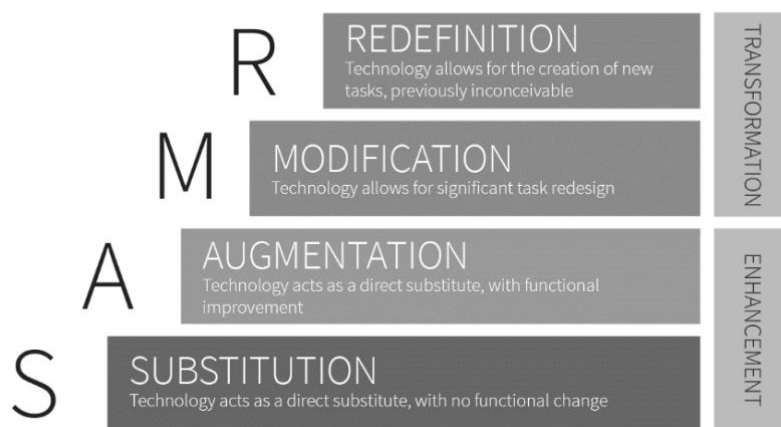 R
REDEFINITION
Technology allows for the creation of new
tasks, previously inconceivable
M
MODIFICATION
Technology allows for significant task redesign
TRANSFORMATION
A
AUGMENTATION
Technology acts as a direct substitute, with functional
improvement
S
SUBSTITUTION
Technology acts as a direct substitute, with no functional change
ENHANCEMENT